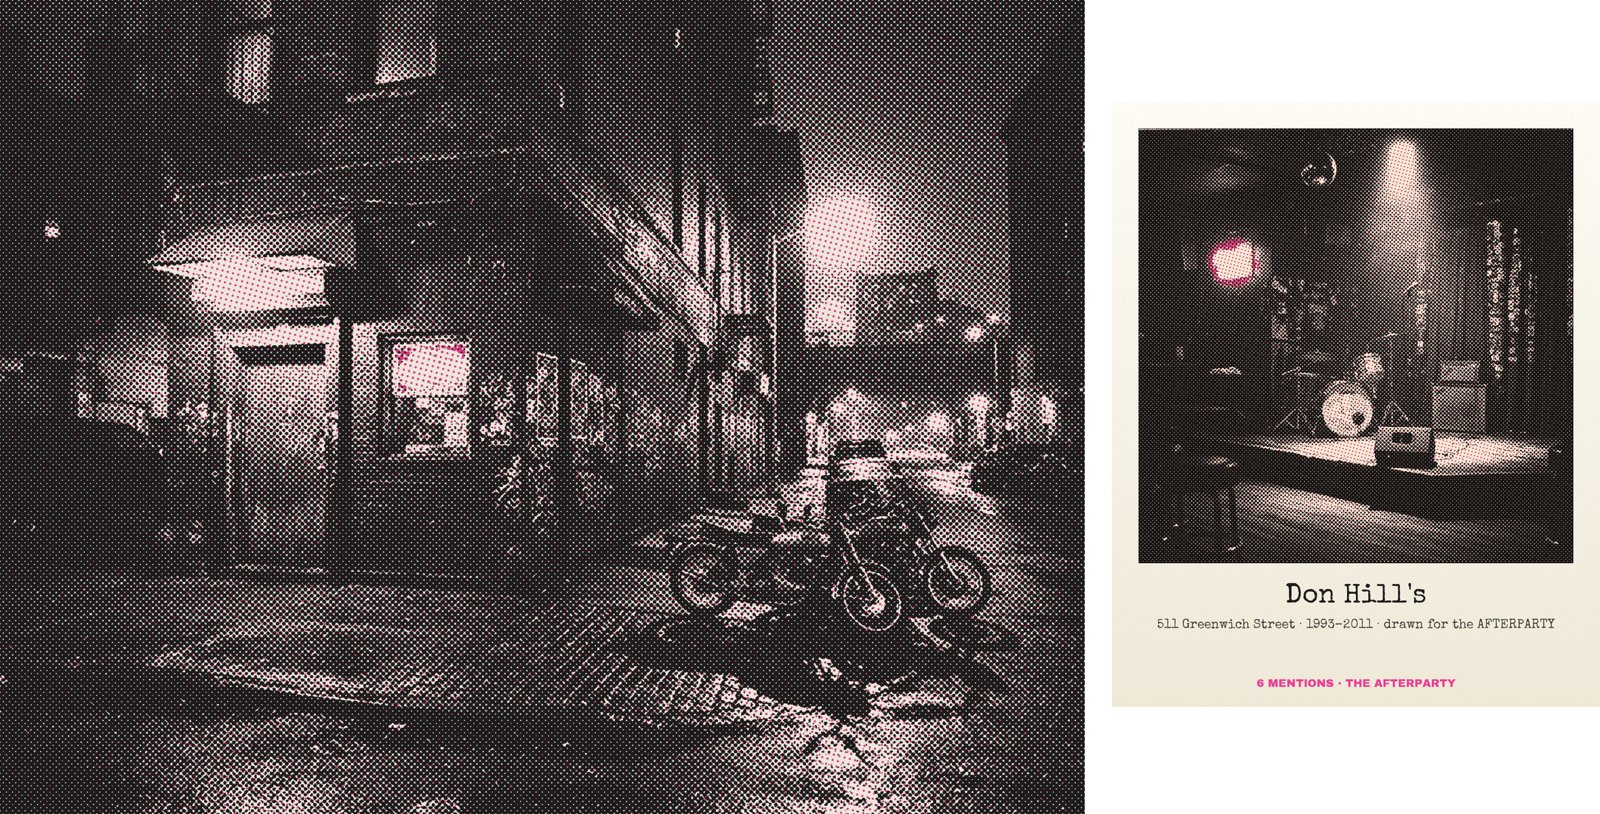 Don Hill's
511 Greenwich Street · 1993–2011 · drawn for the AFTERPARTY
6 MENTIONS · THE AFTERPARTY